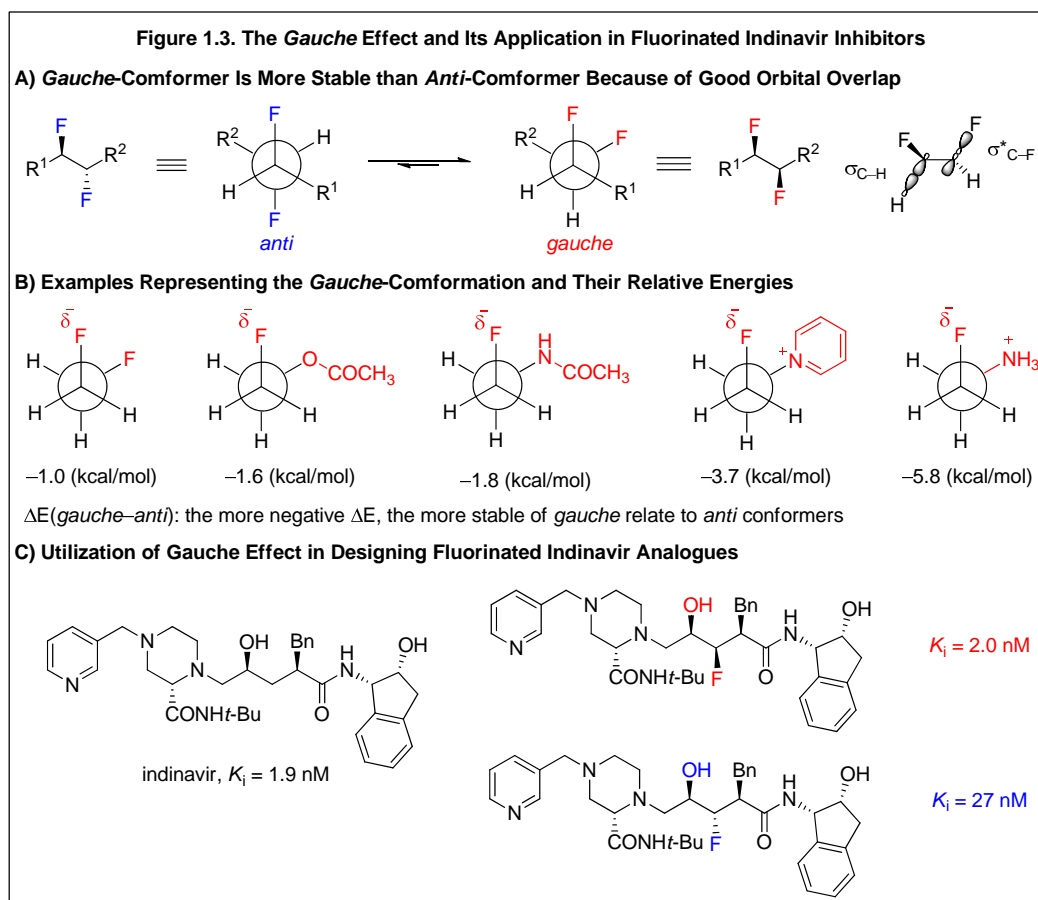 Figure 1.3. The Gauche Effect and Its Application in Fluorinated Indinavir Inhibitors
A) Gauche-Comformer Is More Stable than Anti-Comformer Because of Good Orbital Overlap
F
R1
R2
F
F
R2
H
H
R1
F
anti
F
R2
F
H
R1
H
gauche
F
R1
R2
F
F
F
σC–H
σ*C–F
H
H
B) Examples Representing the Gauche-Comformation and Their Relative Energies
δ-
F
H
F
H
H
H
–1.0 (kcal/mol)
δ-
F
H
O
COCH3
H
H
H
–1.6 (kcal/mol)
δ-
F
H
H
N
COCH3
H
H
H
–1.8 (kcal/mol)
δ-
F
H
+
N
H
H
H
–3.7 (kcal/mol)
δ-
F
H
+
NH3
H
H
H
–5.8 (kcal/mol)
ΔE(gauche–anti): the more negative ΔE, the more stable of gauche relate to anti conformers
C) Utilization of Gauche Effect in Designing Fluorinated Indinavir Analogues
N
N
N
OH
Bn
H
N
OH
O
CONHt-Bu
indinavir, Ki = 1.9 nM
N
N
N
OH
Bn
H
N
OH
F
O
CONHt-Bu
Ki = 2.0 nM
N
N
N
OH
Bn
H
N
OH
F
O
CONHt-Bu
Ki = 27 nM